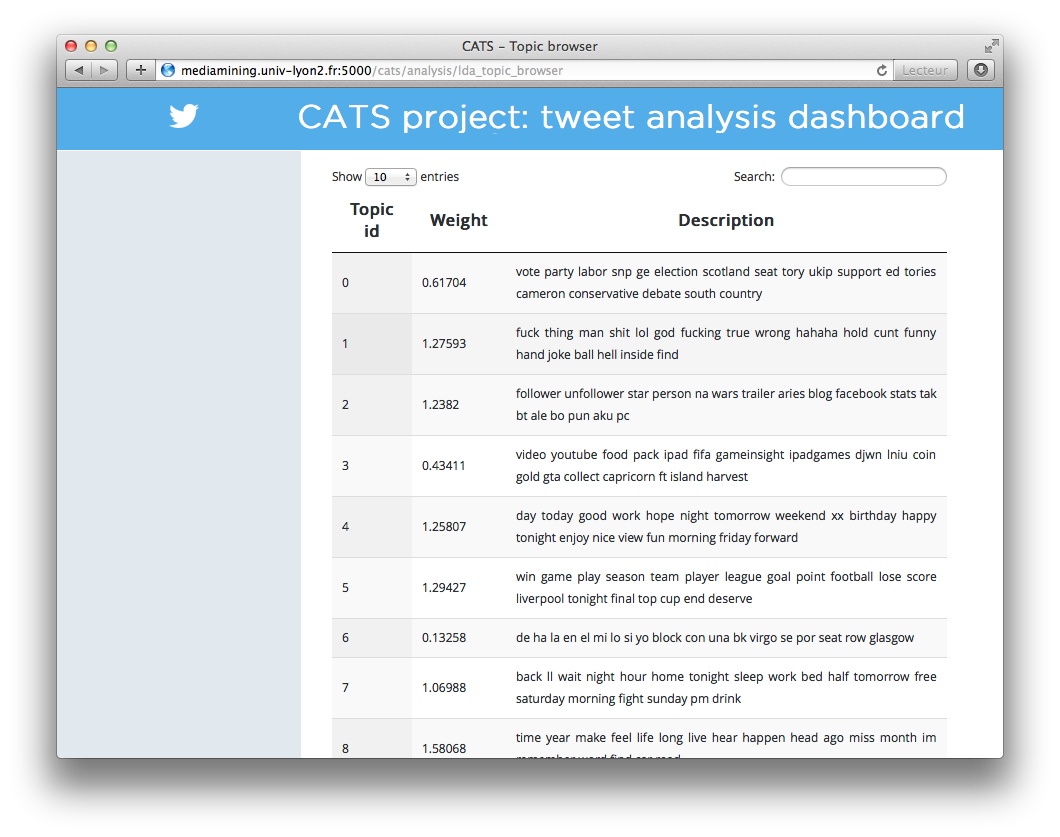 CATS – Topic browser
mediamining.univ-lyon2.fr:5000/cats/analysis/lda_topic_browser
Lecteur
CATS project: tweet analysis dashboard
Show 10 entries
Search:
Topic id
Weight
Description
0
0.61704
vote party labor snp ge election scotland seat tory ukip support ed tories
cameron conservative debate south country
1
1.27593
fuck thing man shit lol god fucking true wrong hahaha hold cunt funny
hand joke ball hell inside find
2
1.2382
follower unfollower star person na wars trailer aries blog facebook stats tak
bt ale bo pun aku pc
3
0.43411
video youtube food pack ipad fifa gameinsight ipadgames djwn lniu coin
gold gta collect capricorn ft island harvest
4
1.25807
day today good work hope night tomorrow weekend xx birthday happy
tonight enjoy nice view fun morning friday forward
5
1.29427
win game play season team player league goal point football lose score
liverpool tonight final top cup end deserve
6
0.13258
de ha la en el mi lo si yo block con una bk virgo se por seat row glasgow
7
1.06988
back ll wait night hour home tonight sleep work bed half tomorrow free
saturday morning fight sunday pm drink
8
1.58068
time year make feel life long live hear happen head ago miss month im